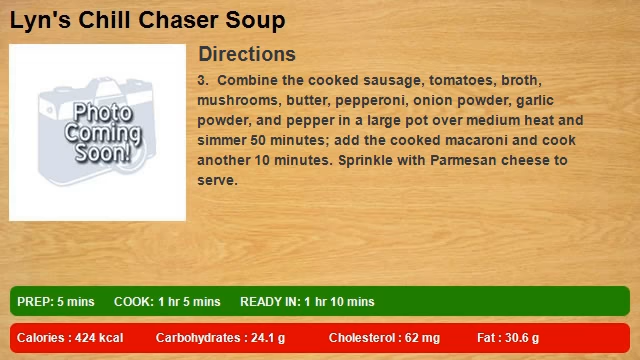 Lyn's Chill Chaser Soup
Photo
Coming
Soon!
Directions
3.  Combine the cooked sausage, tomatoes, broth,
mushrooms, butter, pepperoni, onion powder, garlic
powder, and pepper in a large pot over medium heat and
simmer 50 minutes; add the cooked macaroni and cook
another 10 minutes. Sprinkle with Parmesan cheese to
serve.
PREP: 5 mins COOK: 1 hr 5 mins READY IN: 1 hr 10 mins
Calories : 424 kcal Carbohydrates : 24.1 g Cholesterol : 62 mg Fat : 30.6 g